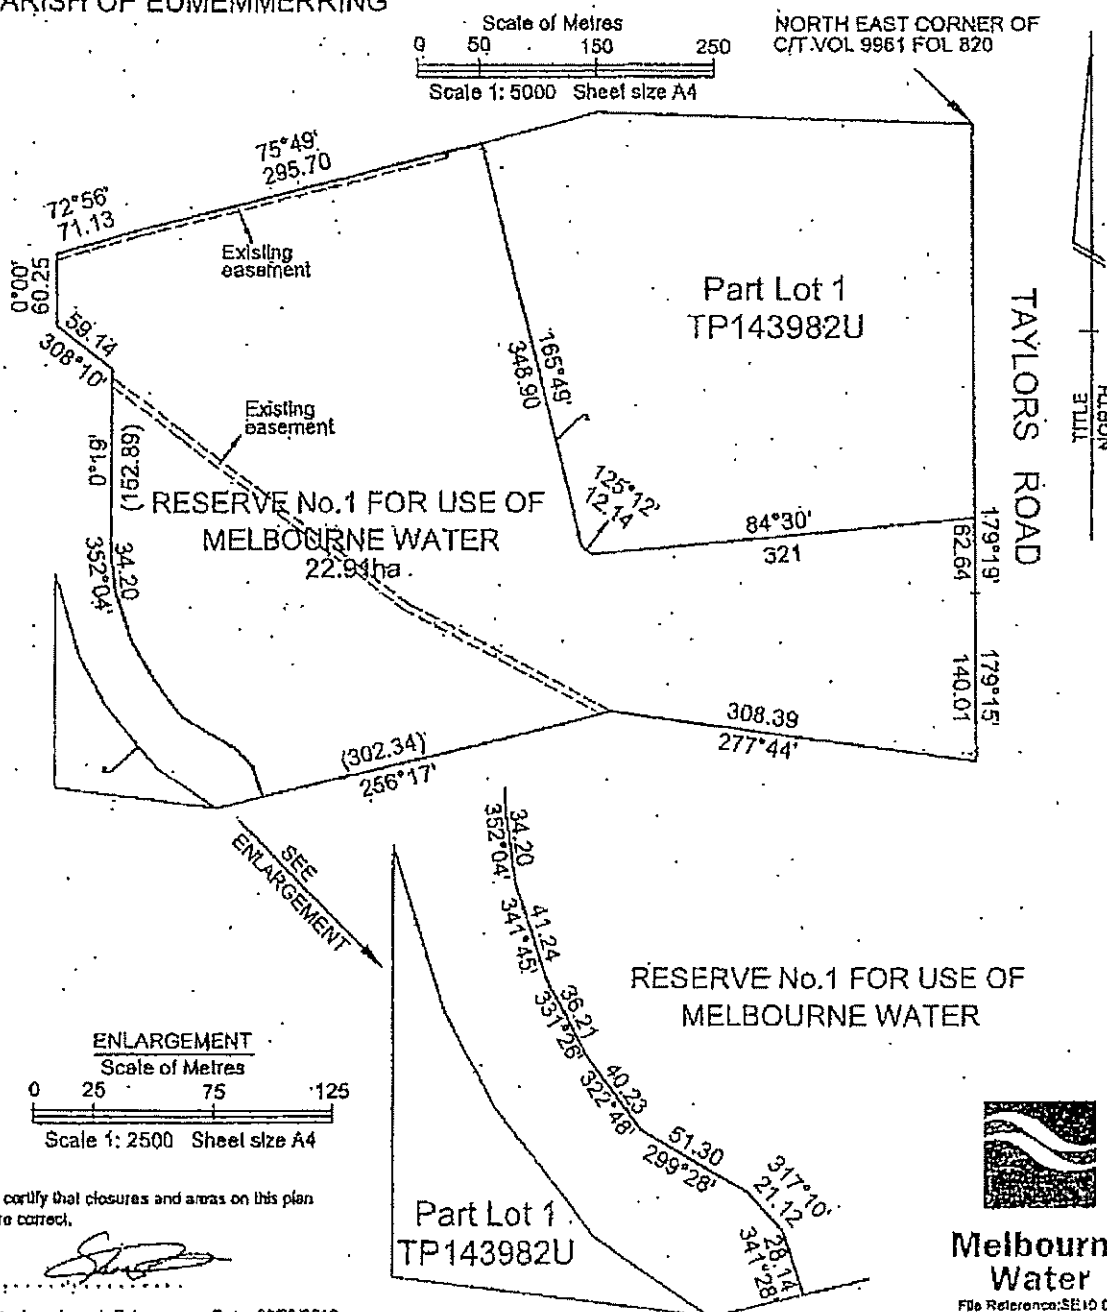 PARISH OF EUMEMMERRING
Scale of Metres
0 50 150 250
Scale 1: 5000 Sheet size A4
NORTH EAST CORNER OF
C/T VOL 9961 FOL 820
75°49'
295.70
72°56'
71.13
Existing
easement
0°00'
60.25
59.14
308°10'
Part Lot 1
TP143982U
TAYLORS ROAD
TITLE
165°49'
348.90
Existing
easement
(152.89)
RESERVE No.1 FOR USE OF
MELBOURNE WATER
22.91ha
125°12'
12.14
84°30'
321
179°19'
62.64
34.20
352°04'
179°15'
140.01
308.39
277°44'
(302.34)
256°17'
SEE
ENLARGEMENT
34.20
352°04'
41.24
341°45'
36.21
331°26'
40.23
322°48'
51.30
299°28'
317°10'
21.12
28.14
341°28'
RESERVE No.1 FOR USE OF
MELBOURNE WATER
ENLARGEMENT
Scale of Metres
0 25 75 125
Scale 1: 2500 Sheet size A4
certify that closures and areas on this plan
correct.
Part Lot 1
TP143982U
Melbourn
Water
File Reference: